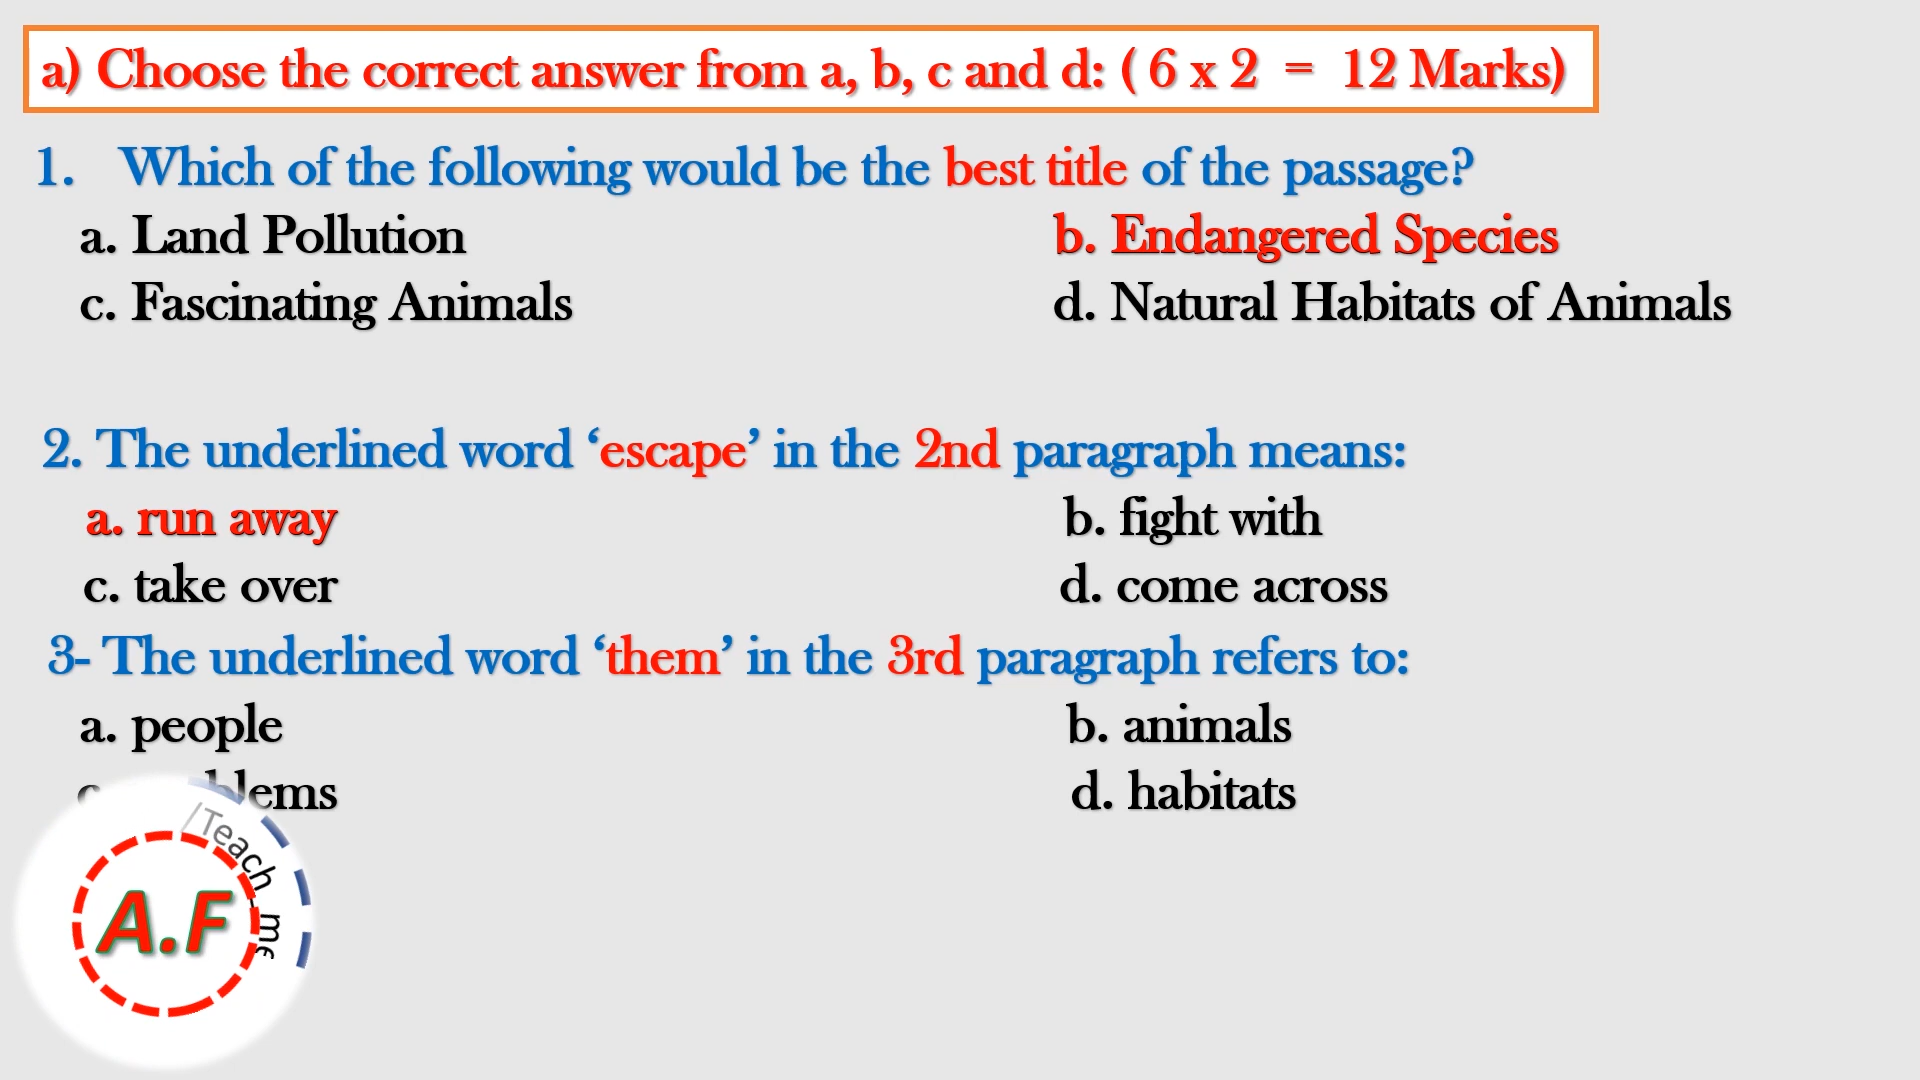 a) Choose the correct answer from a, b, c and d: ( 6 x 2 = 12 Marks)
1. Which of the following would be the best title of the passage?
a. Land Pollution b. Endangered Species
c. Fascinating Animals d. Natural Habitats of Animals
2. The underlined word ‘escape’ in the 2nd paragraph means:
a. run away b. fight with
c. take over d. come across
3- The underlined word ‘them’ in the 3rd paragraph refers to:
a. people b. animals
d. habitats
/Teach
A.F